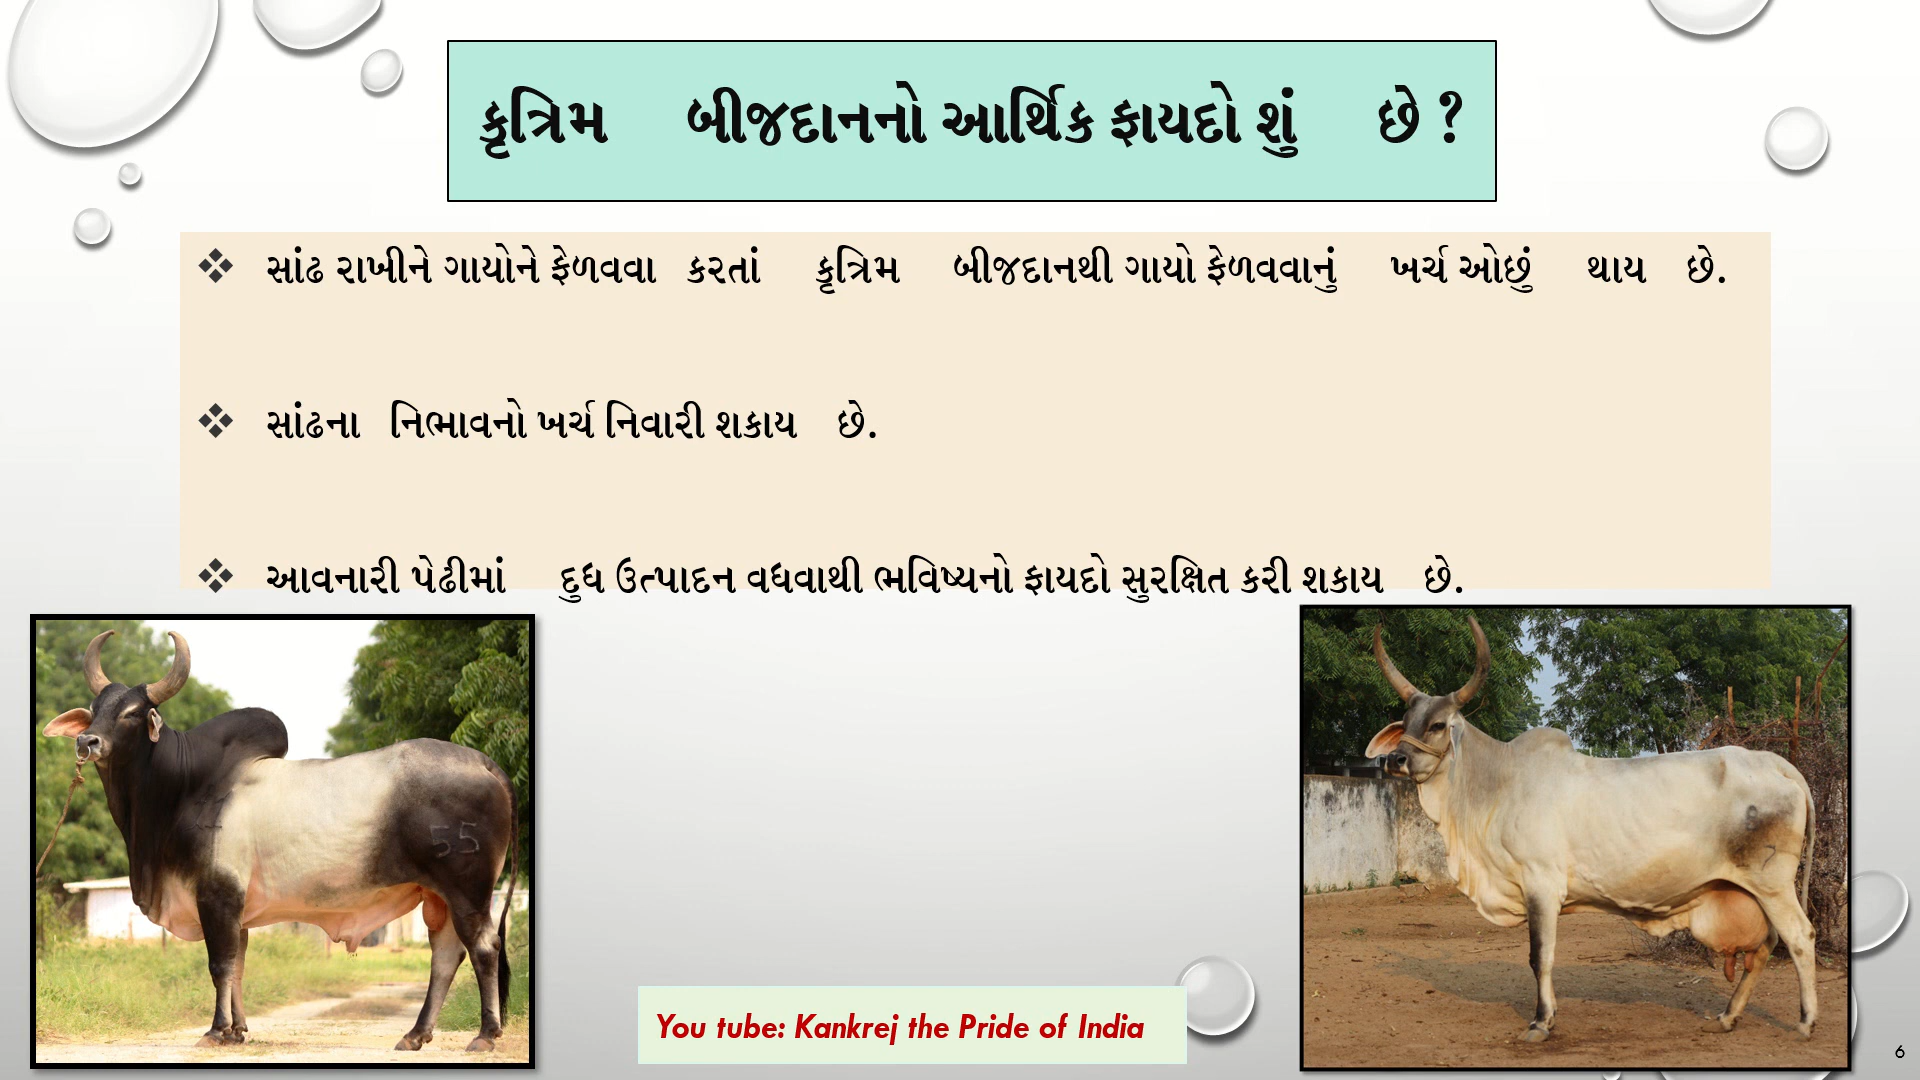 કૃત્રિમ બીજદાનનો આર્થિક ફાયદો શું છે ?
❖ સાંઢ રાખીને ગાયોને ફેળવવા કરતાં કૃત્રિમ બીજદાનથી ગાયો ફેળવવાનું ખર્ચ ઓછું થાય છે.
❖ સાંઢના નિભાવનો ખર્ચ નિવારી શકાય છે.
❖ આવનારી પેઢીમાં દુધ ઉત્પાદન વધવાથી ભવિષ્યનો ફાયદો સુરક્ષિત કરી શકાય છે.
55
You tube: Kankrej the Pride of India
6